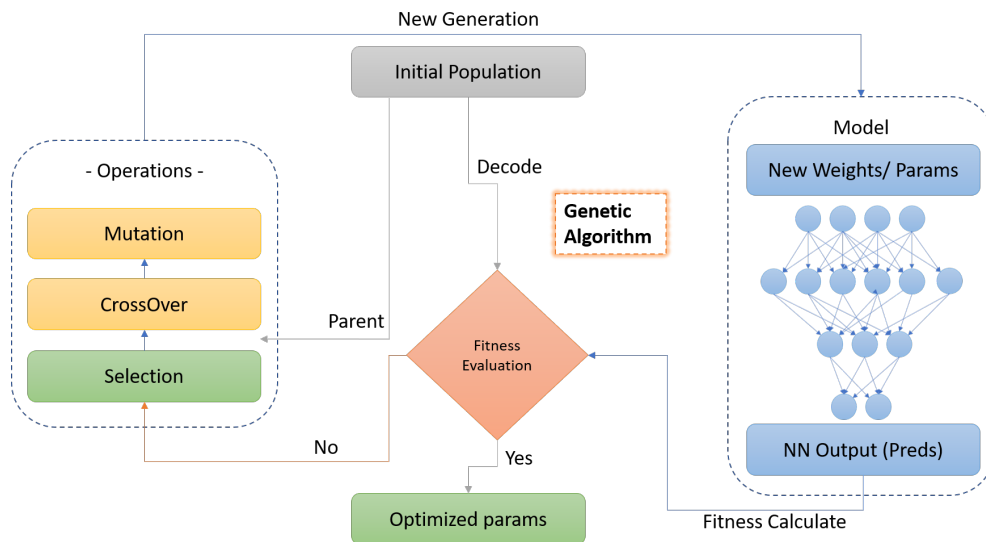 New Generation
Initial Population
Model
- Operations -
New Weights/ Params
Decode
Genetic
Algorithm
Mutation
CrossOver
Parent
Selection
Fitness
Evaluation
No
Yes
NN Output (Preds)
Optimized params
Fitness Calculate